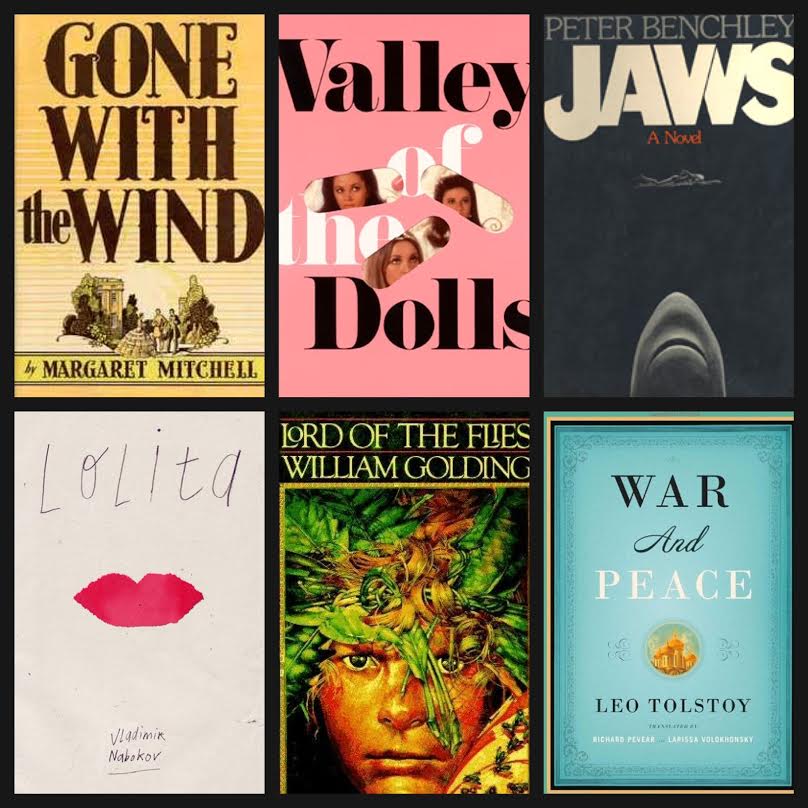 GONE
WITH
the WIND
by MARGARET MITCHELL
Valley
of
the
Dolls
PETER BENCHLEY
JAWS
A Novel
Lolita
Vladimir
Nabokov
LORD OF THE FLIES
WILLIAM GOLDING
WAR
And
PEACE
LEO TOLSTOY
TRANSLATED BY
RICHARD PEVEAR AND LARISSA VOLOKHONSKY